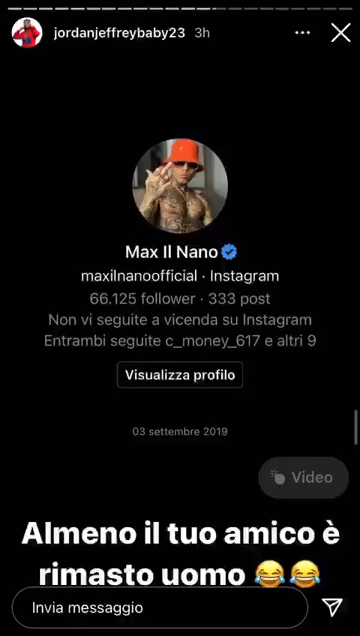 jordanjeffreybaby23 3h
Max Il Nano
maxilnanoofficial · Instagram
66.125 follower · 333 post
Non vi seguite a vicenda su Instagram
Entrambi seguite c_money_617 e altri 9
Visualizza profilo
03 settembre 2019
Video
Almeno il tuo amico è
rimasto uomo 😂😂
Invia messaggio